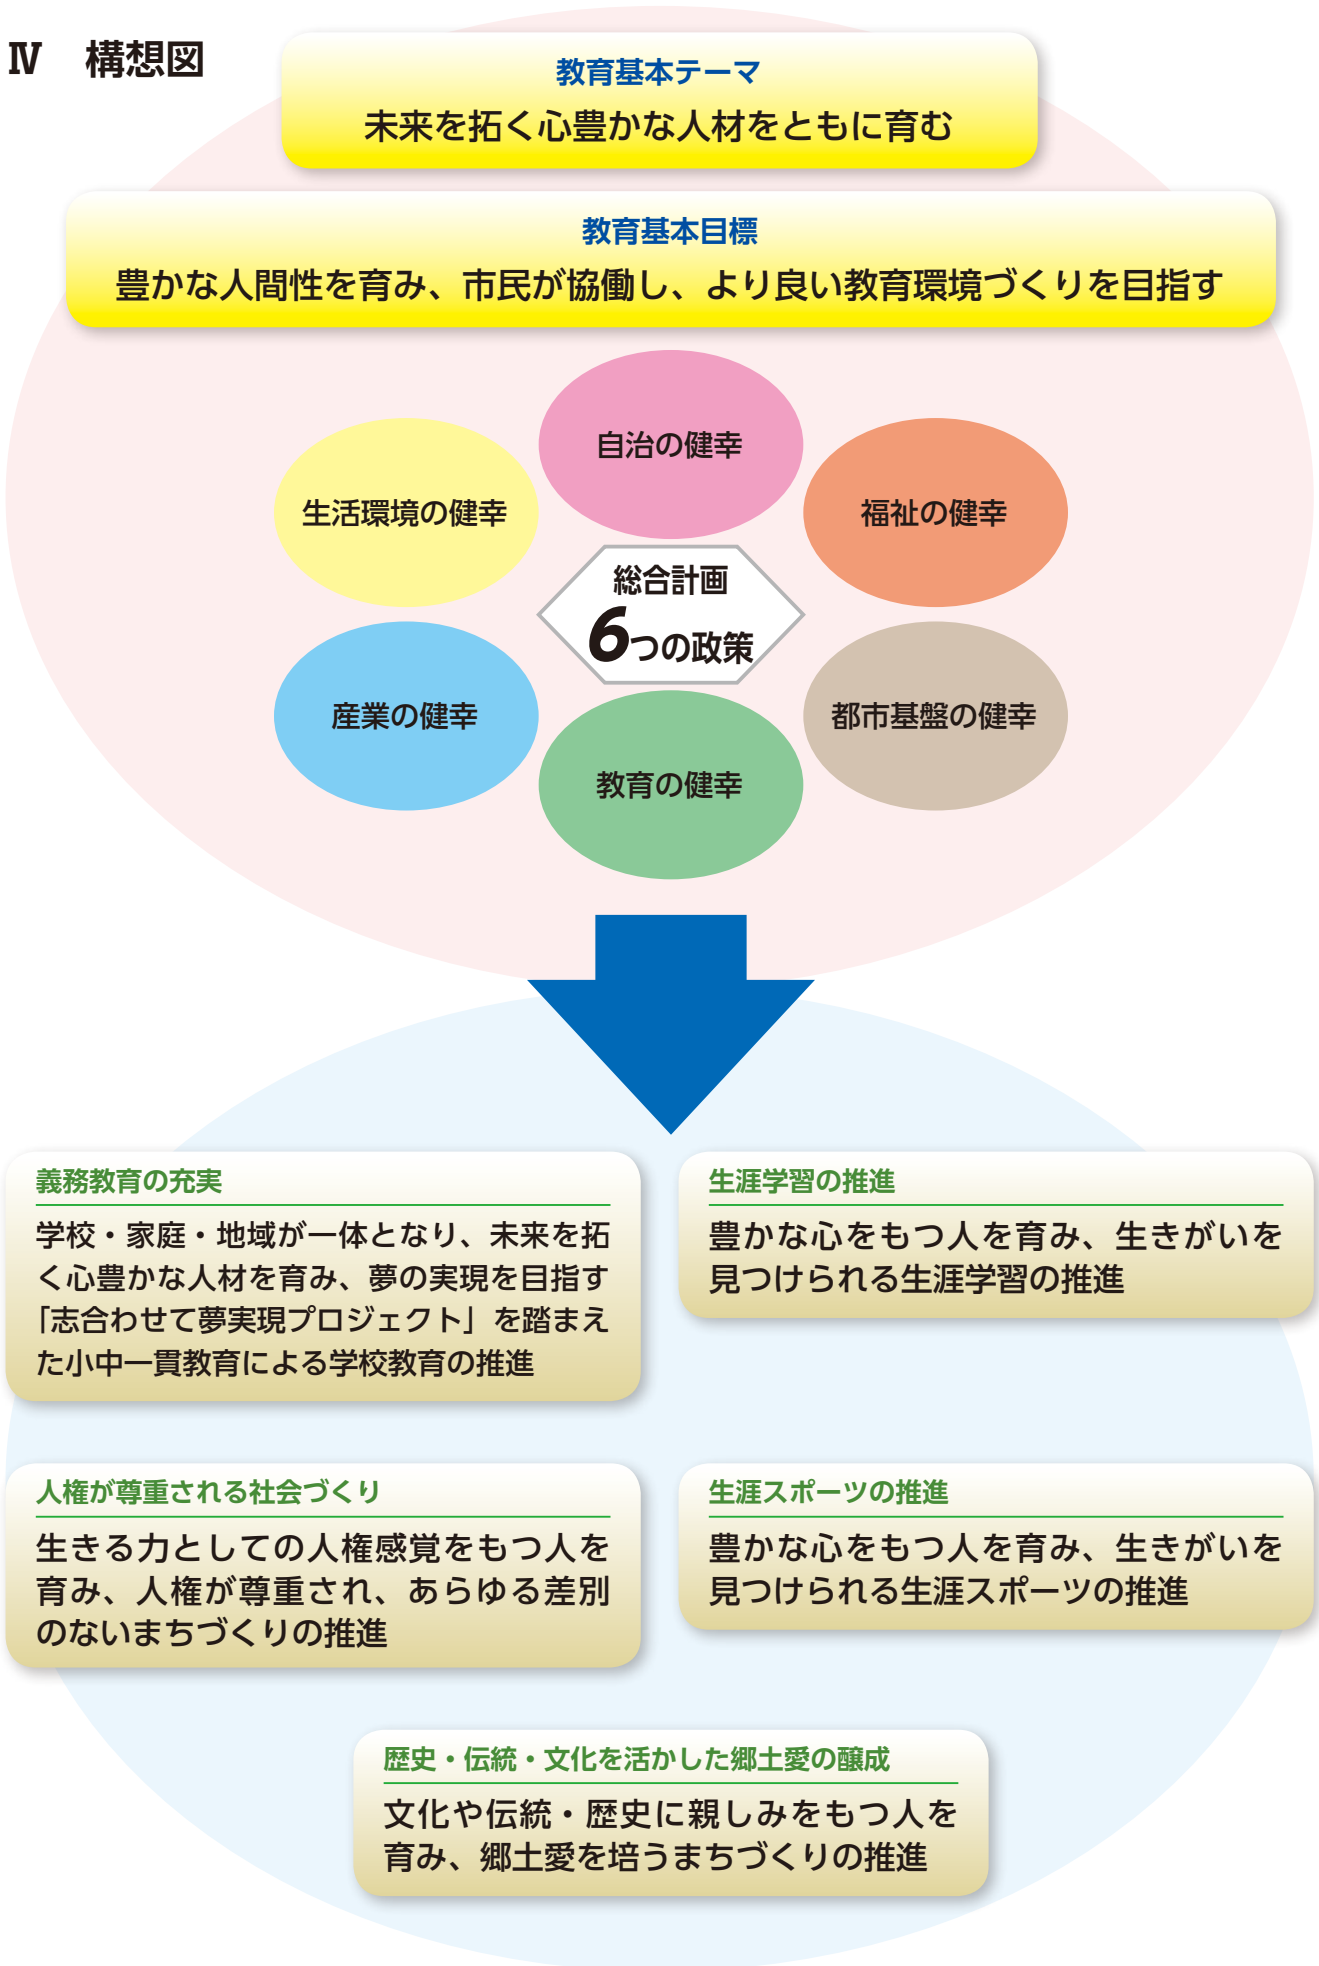 Ⅳ 構想図
教育基本テーマ
未来を拓く心豊かな人材をともに育む
教育基本目標
豊かな人間性を育み、市民が協働し、より良い教育環境づくりを目指す
自治の健幸
生活環境の健幸
福祉の健幸
総合計画
6つの政策
産業の健幸
都市基盤の健幸
教育の健幸
義務教育の充実
学校・家庭・地域が一体となり、未来を拓
く心豊かな人材を育み、夢の実現を目指す
「志合わせて夢実現プロジェクト」を踏まえ
た小中一貫教育による学校教育の推進
生涯学習の推進
豊かな心をもつ人を育み、生きがいを
見つけられる生涯学習の推進
人権が尊重される社会づくり
生きる力としての人権感覚をもつ人を
育み、人権が尊重され、あらゆる差別
のないまちづくりの推進
生涯スポーツの推進
豊かな心をもつ人を育み、生きがいを
見つけられる生涯スポーツの推進
歴史・伝統・文化を活かした郷土愛の醸成
文化や伝統・歴史に親しみをもつ人を
育み、郷土愛を培うまちづくりの推進